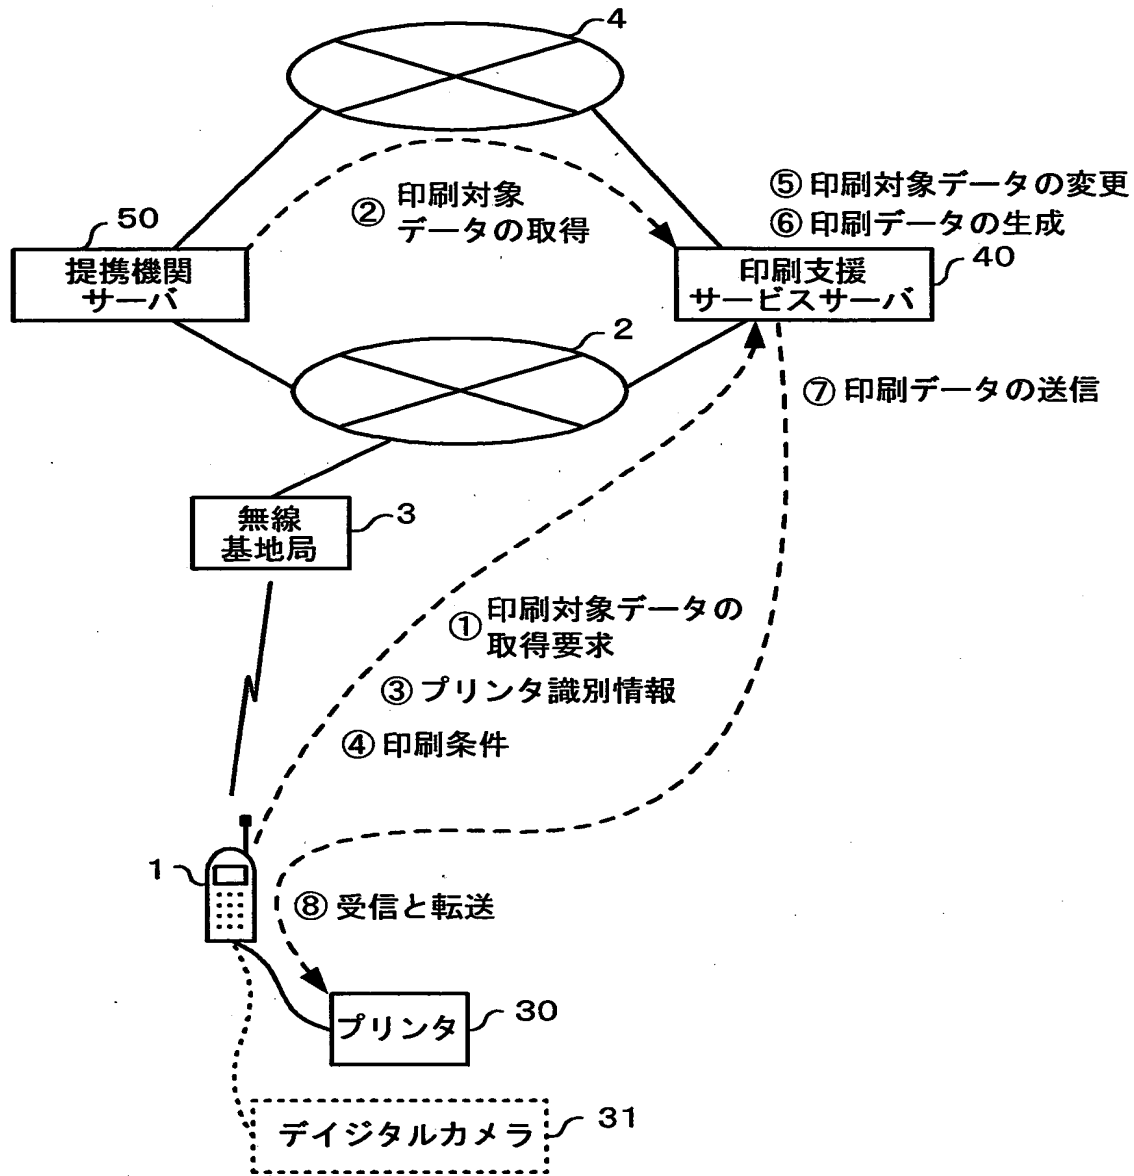 4
② 印刷対象
データの取得
⑤ 印刷対象データの変更
⑥ 印刷データの生成
50
提携機関
サーバ
印刷支援
サービスサーバ
40
2
⑦ 印刷データの送信
無線
基地局
3
① 印刷対象データの
取得要求
③ プリンタ識別情報
④ 印刷条件
1
⑧ 受信と転送
プリンタ
30
デイジタルカメラ
31